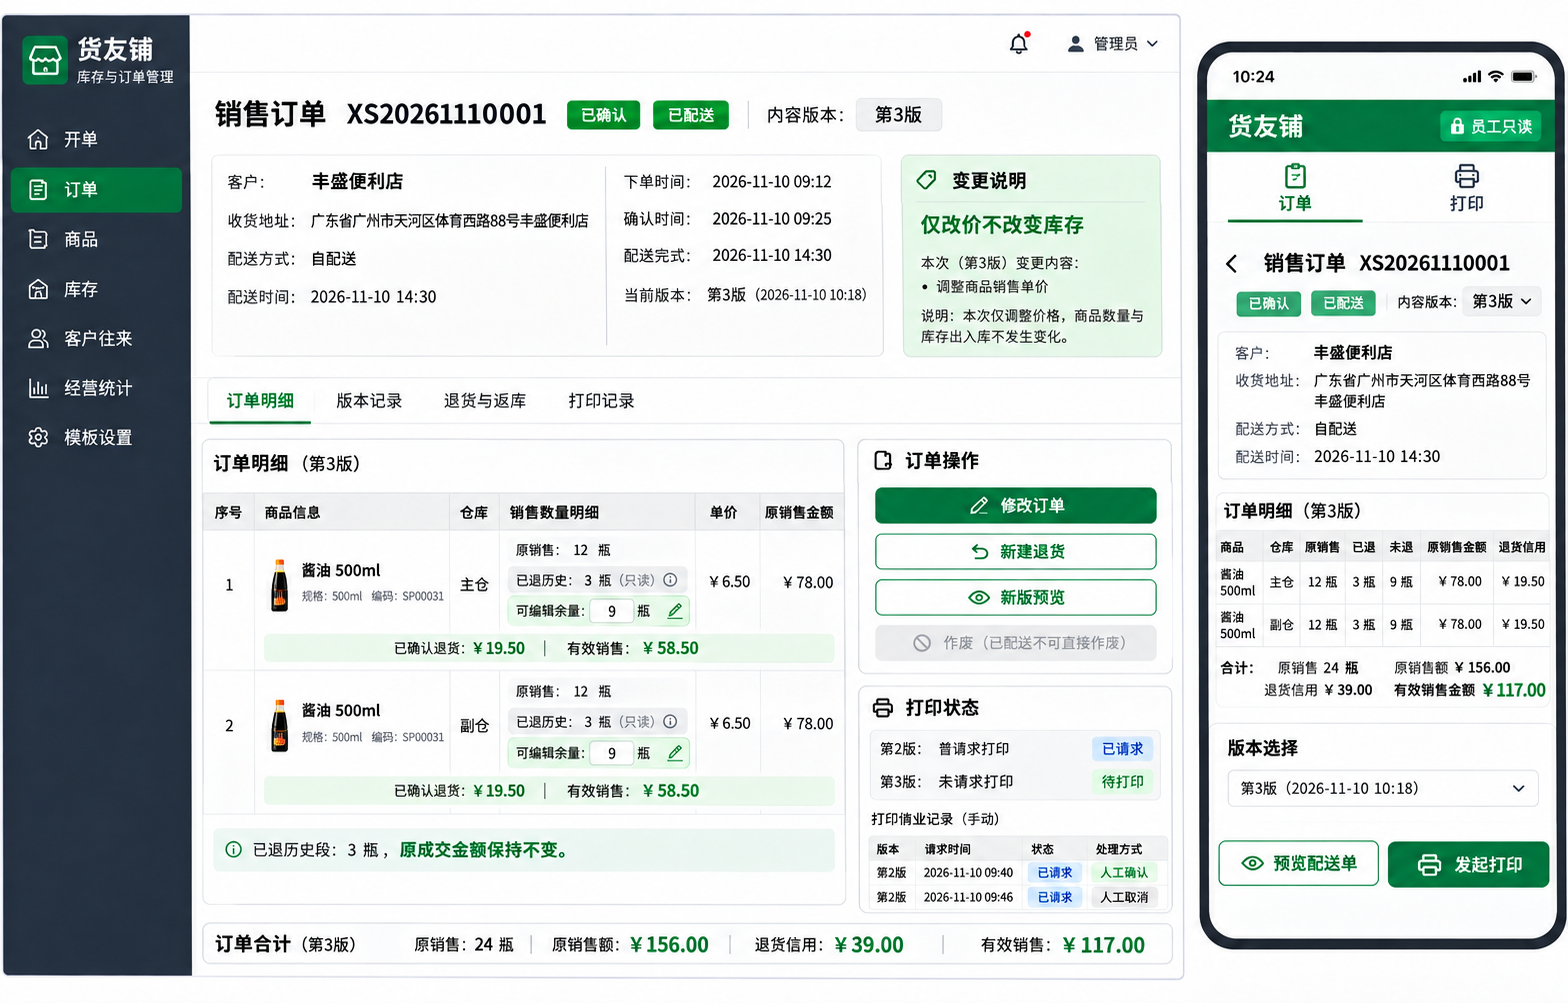 货友铺
库存与订单管理
开单
订单
商品
库存
客户往来
经营统计
模板设置
管理员
销售订单 XS20261110001 已确认 已配送 内容版本： 第3版
客户： 丰盛便利店
收货地址： 广东省广州市天河区体育西路88号丰盛便利店
配送方式： 自配送
配送时间： 2026-11-10 14:30
下单时间： 2026-11-10 09:12
确认时间： 2026-11-10 09:25
配送完式： 2026-11-10 14:30
当前版本： 第3版（2026-11-10 10:18）
变更说明
仅改价不改变库存
本次（第3版）变更内容：
• 调整商品销售单价
说明：本次仅调整价格，商品数量与
库存出入库不发生变化。
订单明细 版本记录 退货与返库 打印记录
订单明细（第3版）
序号 商品信息 仓库 销售数量明细 单价 原销售金额
1 酱油 500ml 主仓 ¥6.50 ¥78.00
规格：500ml 编码：SP00031
原销售： 12 瓶
已退历史： 3 瓶（只读）
可编辑余量： 9 瓶
已确认退货：¥19.50 | 有效销售： ¥58.50
2 酱油 500ml 副仓 ¥6.50 ¥78.00
规格：500ml 编码：SP00031
原销售： 12 瓶
已退历史： 3 瓶（只读）
可编辑余量： 9 瓶
已确认退货：¥19.50 | 有效销售： ¥58.50
已退历史段：3 瓶，原成交金额保持不变。
订单操作
修改订单
新建退货
新版预览
作废（已配送不可直接作废）
打印状态
第2版： 普请求打印 已请求
第3版： 未请求打印 待打印
打印偤业记录（手动）
版本 请求时间 状态 处理方式
第2版 2026-11-10 09:40 已请求 人工确认
第2版 2026-11-10 09:46 已请求 人工取消
订单合计（第3版） 原销售：24 瓶 原销售额：¥156.00 退货信用：¥39.00 有效销售：¥117.00
10:24
货友铺 员工只读
订单 打印
销售订单 XS20261110001
已确认 已配送 内容版本： 第3版
客户： 丰盛便利店
收货地址： 广东省广州市天河区体育西路88号
丰盛便利店
配送方式： 自配送
配送时间： 2026-11-10 14:30
订单明细（第3版）
商品 仓库 原销售 已退 未退 原销售金额 退货信用
酱油
500ml 主仓 12 瓶 3 瓶 9 瓶 ¥78.00 ¥19.50
酱油
500ml 副仓 12 瓶 3 瓶 9 瓶 ¥78.00 ¥19.50
合计： 原销售 24 瓶 原销售额 ¥156.00
退货信用 ¥39.00 有效销售金额 ¥117.00
版本选择
第3版（2026-11-10 10:18）
预览配送单 发起打印